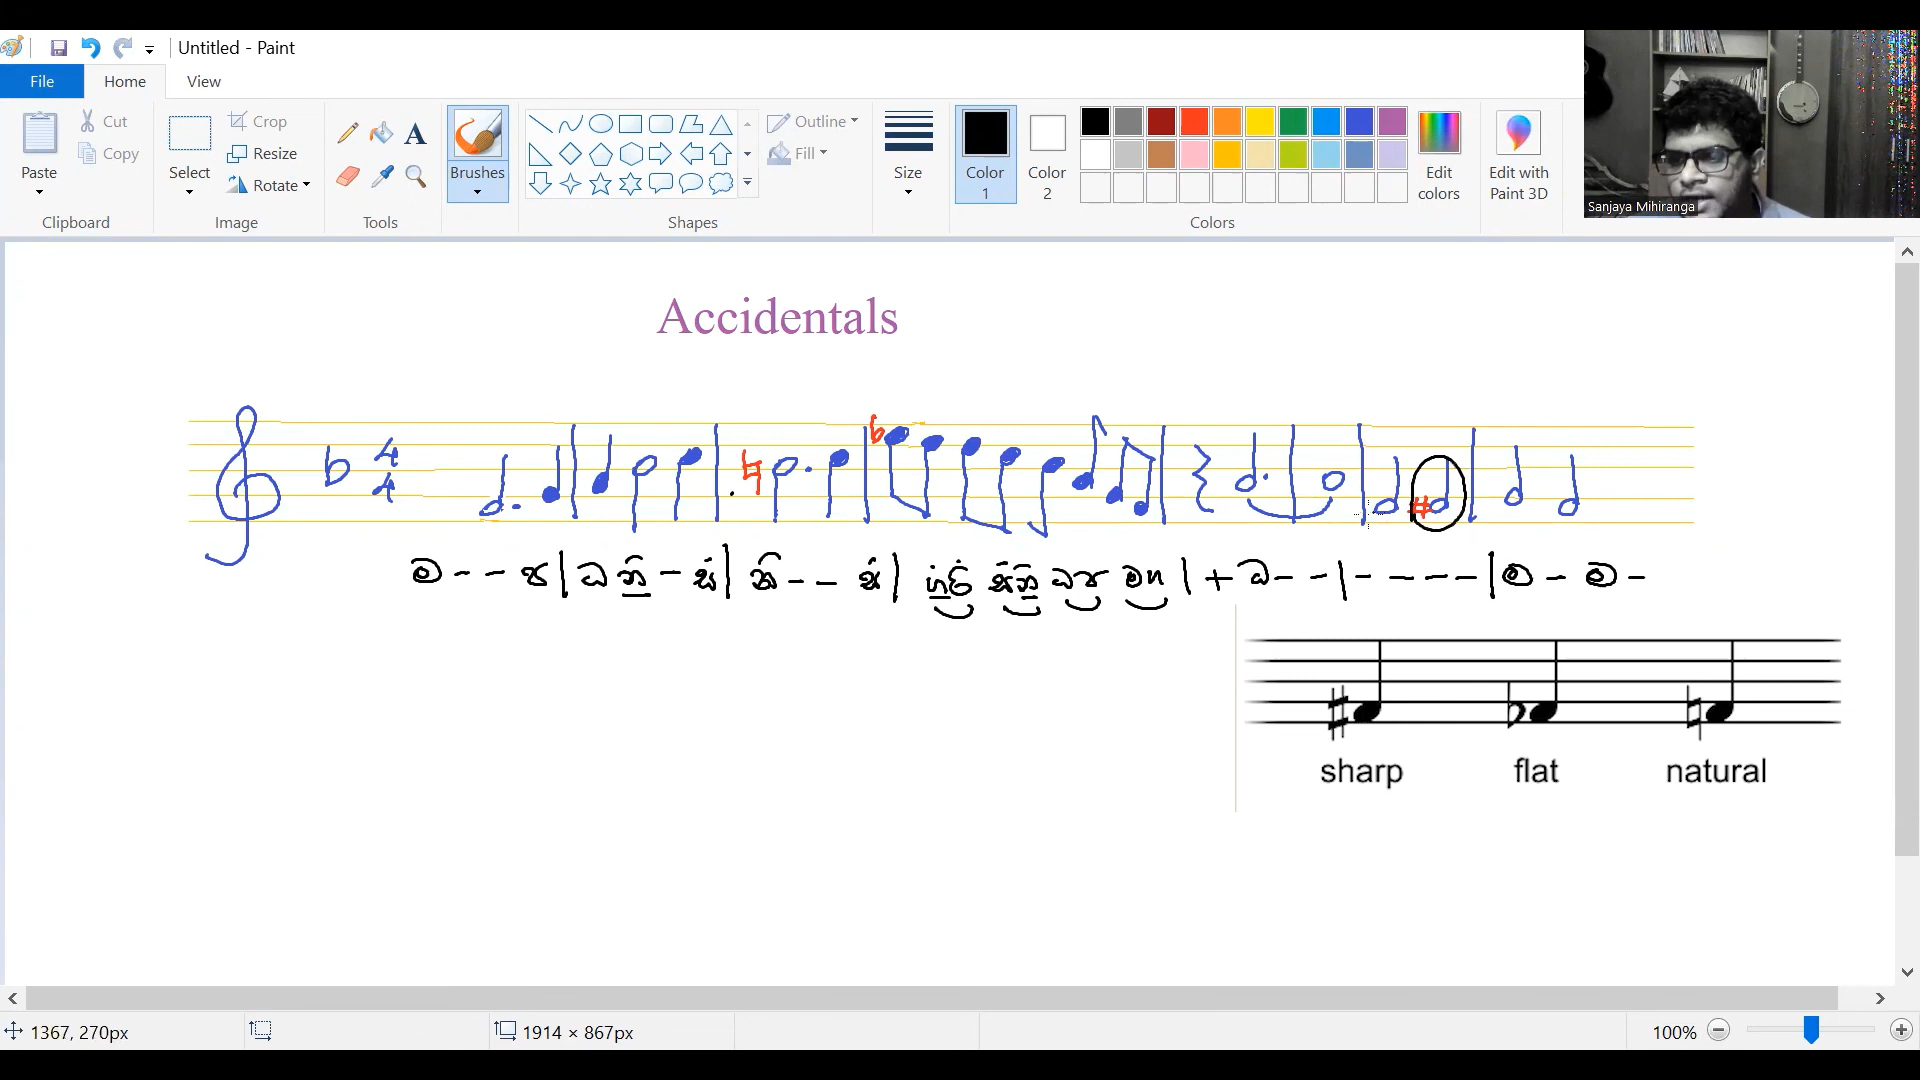 Untitled - Paint
File Home View
Paste
Cut
Copy
Clipboard
Select
Crop
Resize
Rotate
Image
Tools
Brushes
Shapes
Outline
Fill
Size
Color 1
Color 2
Edit colors
Edit with Paint 3D
Colors
Sanjaya Mihiranga
Accidentals
4
4
sharp flat natural
1367, 270px 1914 × 867px 100%